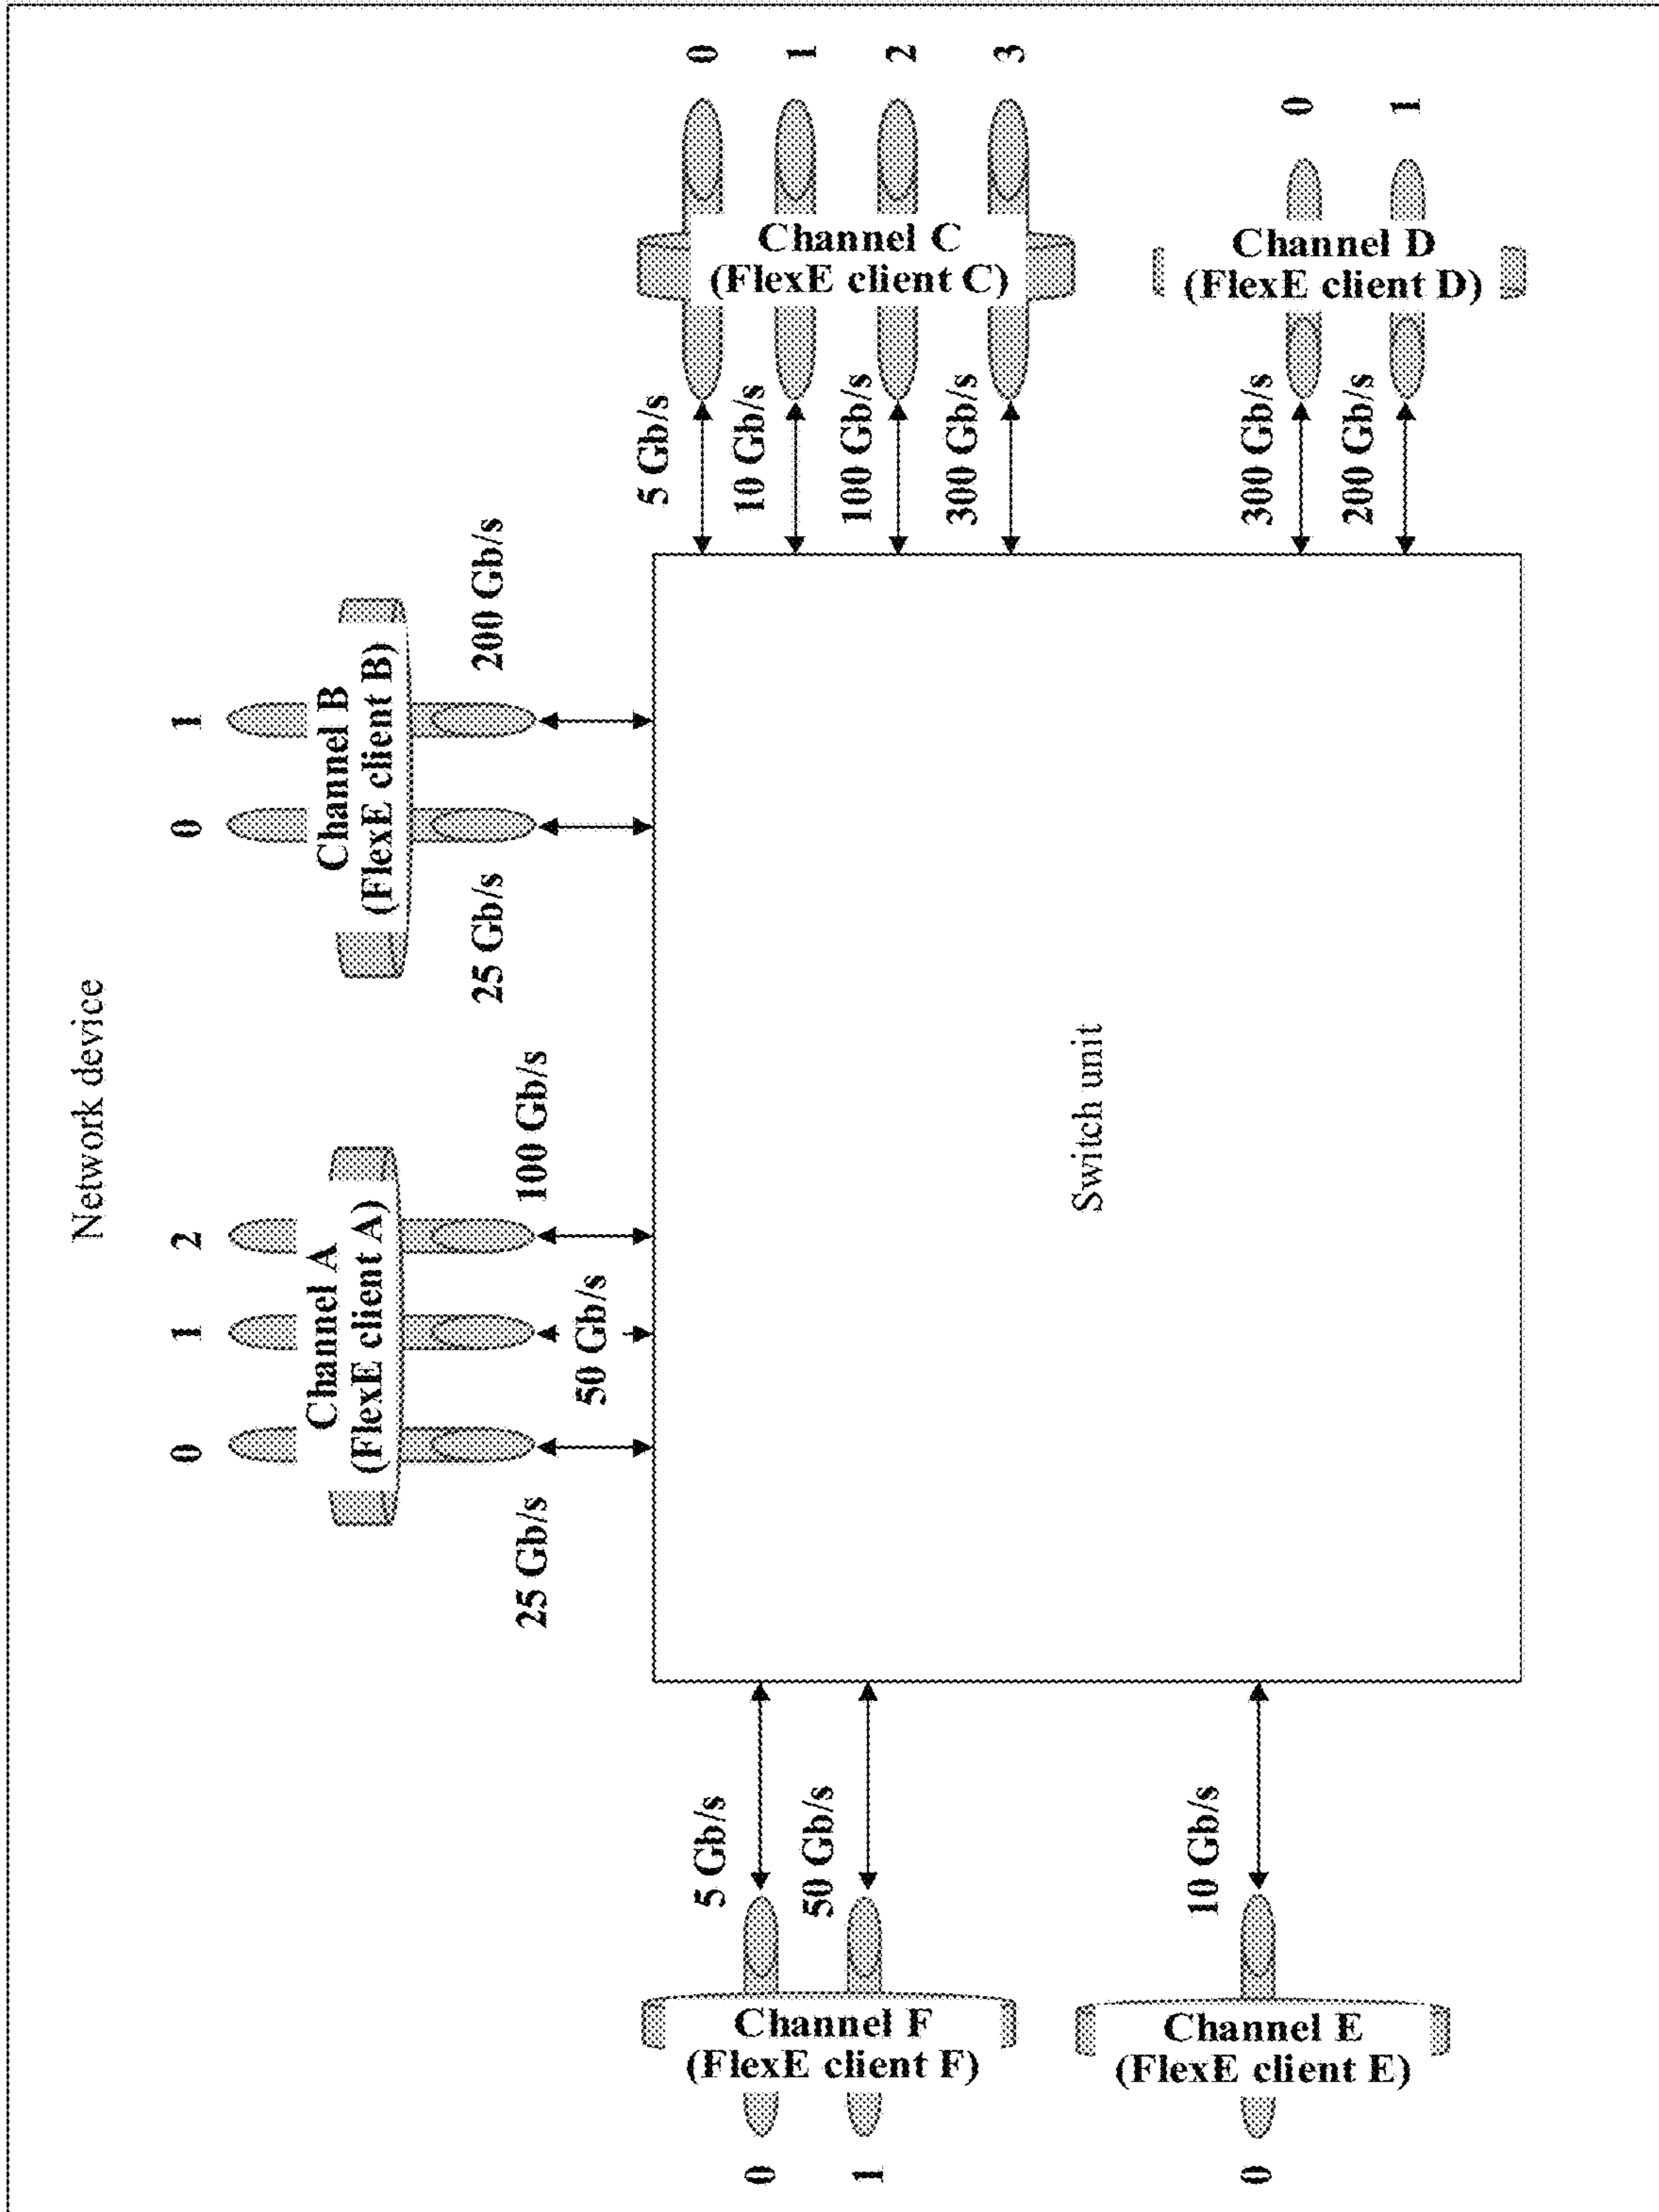 Network device
0
1
2
Channel A
(FlexE client A)
25 Gb/s
50 Gb/s
100 Gb/s
0
1
Channel B
(FlexE client B)
25 Gb/s
200 Gb/s
0
1
2
3
Channel C
(FlexE client C)
5 Gb/s
10 Gb/s
100 Gb/s
300 Gb/s
0
1
Channel D
(FlexE client D)
300 Gb/s
200 Gb/s
Switch unit
5 Gb/s
50 Gb/s
Channel F
(FlexE client F)
0
1
10 Gb/s
Channel E
(FlexE client E)
0